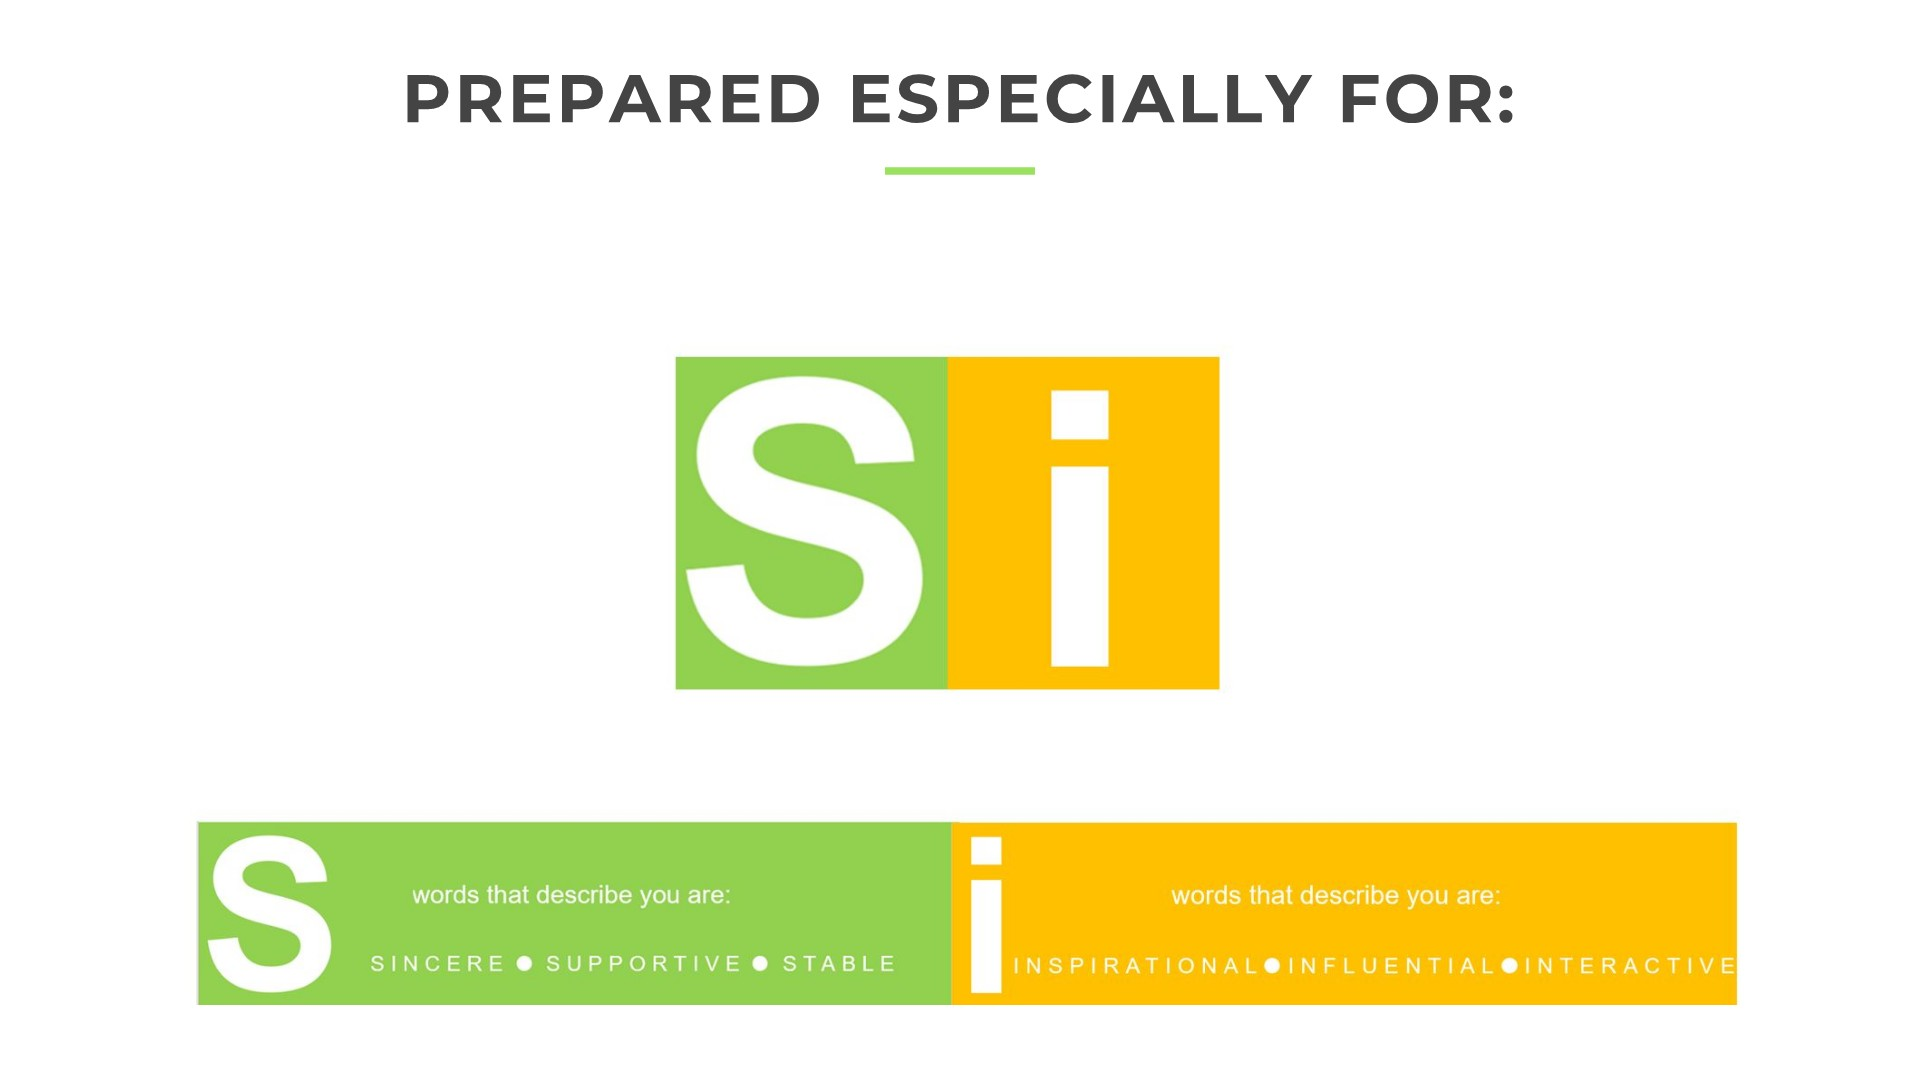 PREPARED ESPECIALLY FOR:
S i
S words that describe you are:
SINCERE ● SUPPORTIVE ● STABLE
i words that describe you are:
INSPIRATIONAL●INFLUENTIAL●INTERACTIVE